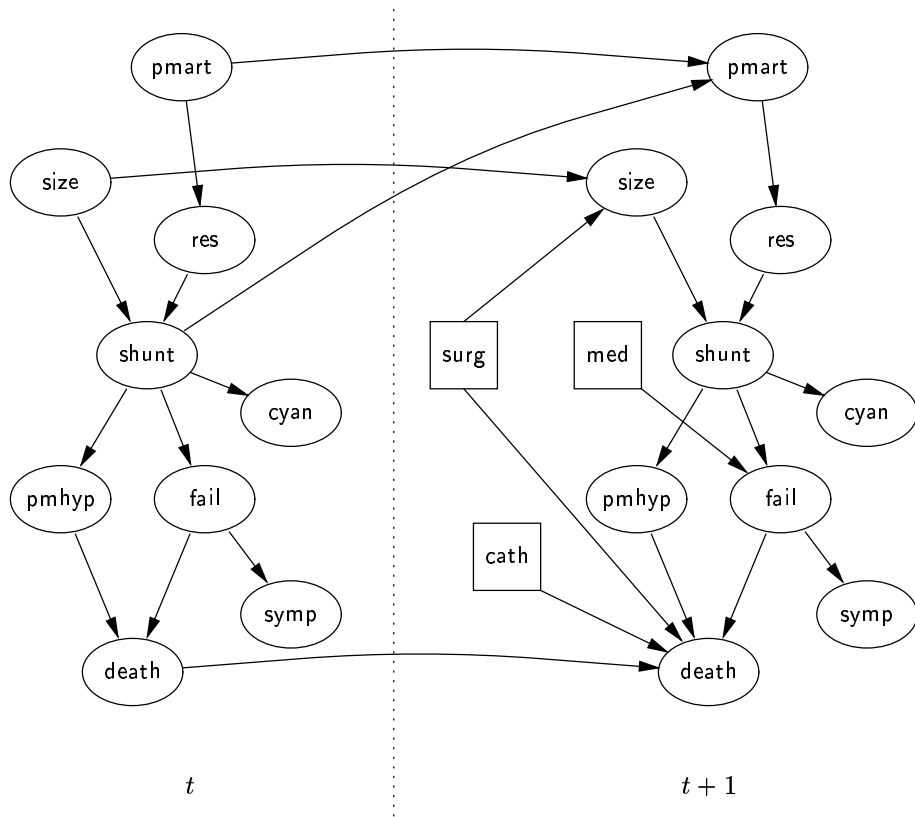 pmart
pmart
size
size
res
res
shunt
surg
med
shunt
cyan
cyan
pmhyp
fail
pmhyp
fail
cath
symp
symp
death
death
t
t + 1